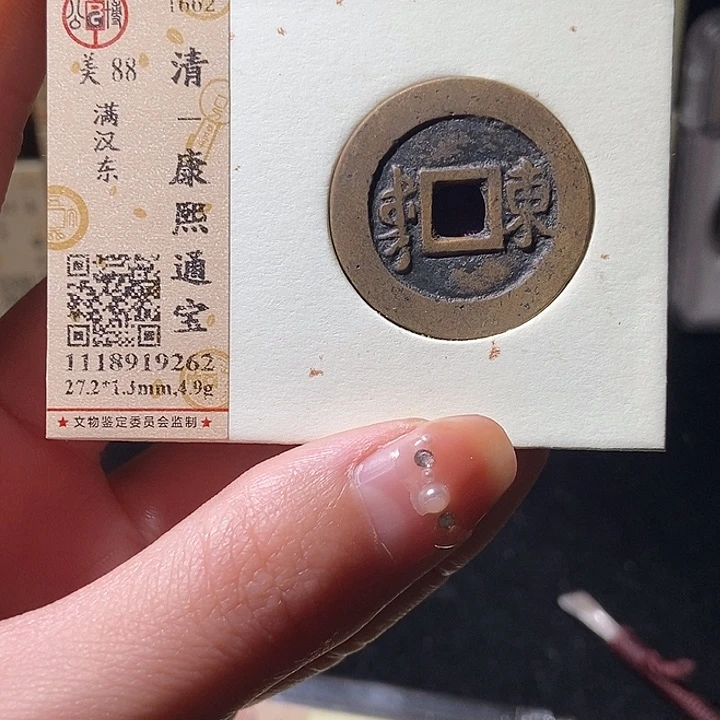 1662
清
—
康熙通宝
美 88
满汉东
1118919262
27.2*1.3mm,4.9g
★ 文物鉴定委员会监制 ★
東